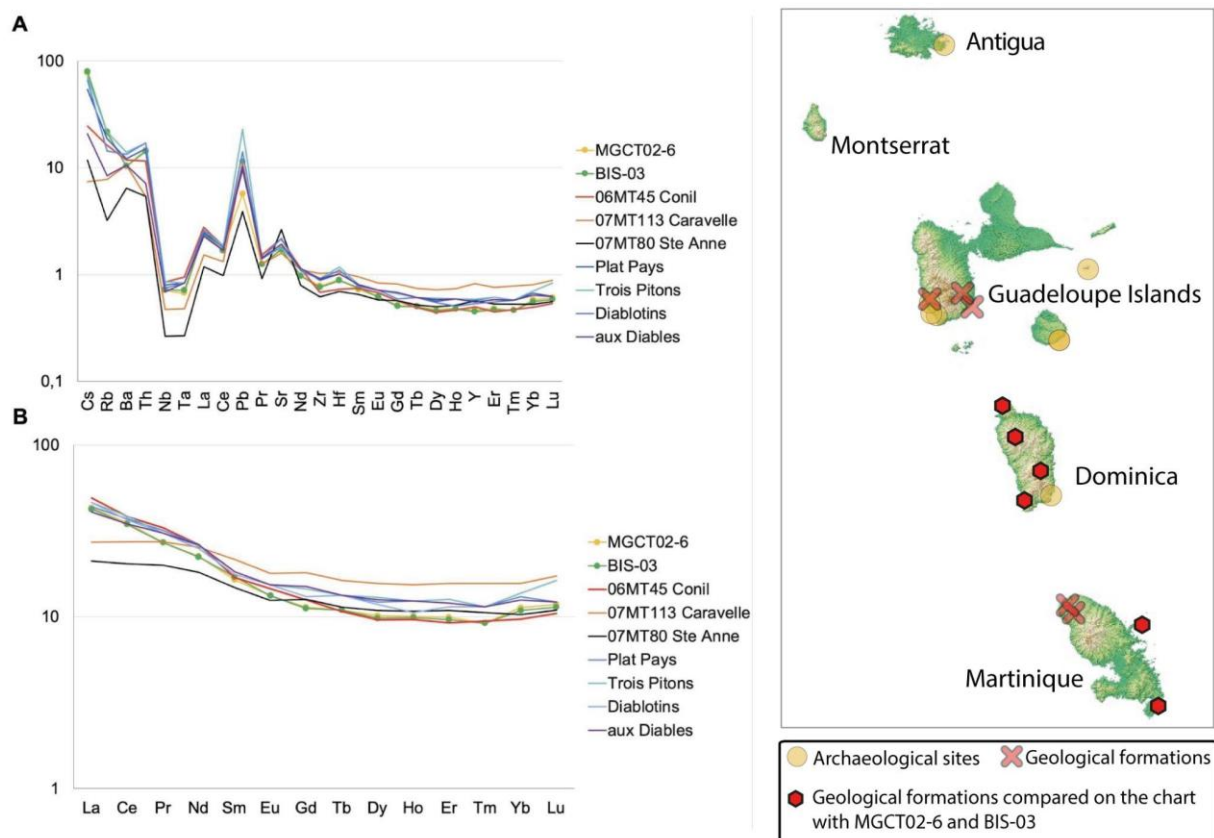 A
100
10
1
0,1
Cs Rb Ba Th Nb Ta La Ce Pb Pr Sr Nd Zr Hf Sm Eu Gd Tb Dy Ho Y Er Tm Yb Lu
MGCT02-6
BIS-03
06MT45 Conil
07MT113 Caravelle
07MT80 Ste Anne
Plat Pays
Trois Pitons
Diablotins
aux Diables
B
100
10
1
La Ce Pr Nd Sm Eu Gd Tb Dy Ho Er Tm Yb Lu
MGCT02-6
BIS-03
06MT45 Conil
07MT113 Caravelle
07MT80 Ste Anne
Plat Pays
Trois Pitons
Diablotins
aux Diables
Antigua
Montserrat
Guadeloupe Islands
Dominica
Martinique
Archaeological sites
Geological formations
Geological formations compared on the chart
with MGCT02-6 and BIS-03